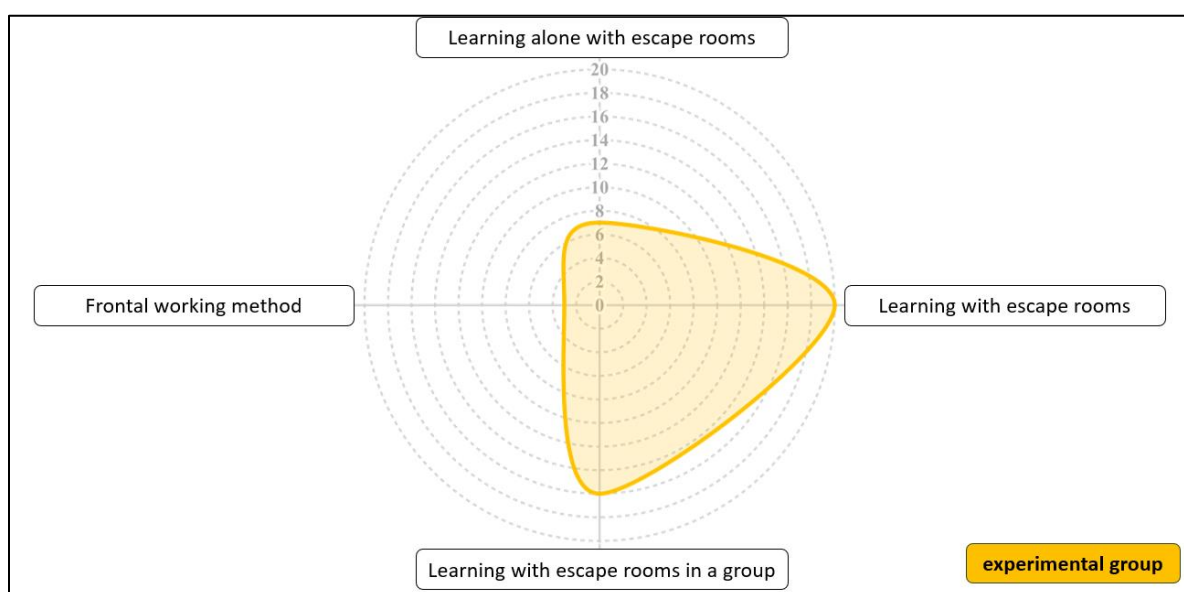 Learning alone with escape rooms
20
18
16
14
12
10
8
6
4
2
0
Frontal working method
Learning with escape rooms
Learning with escape rooms in a group
experimental group